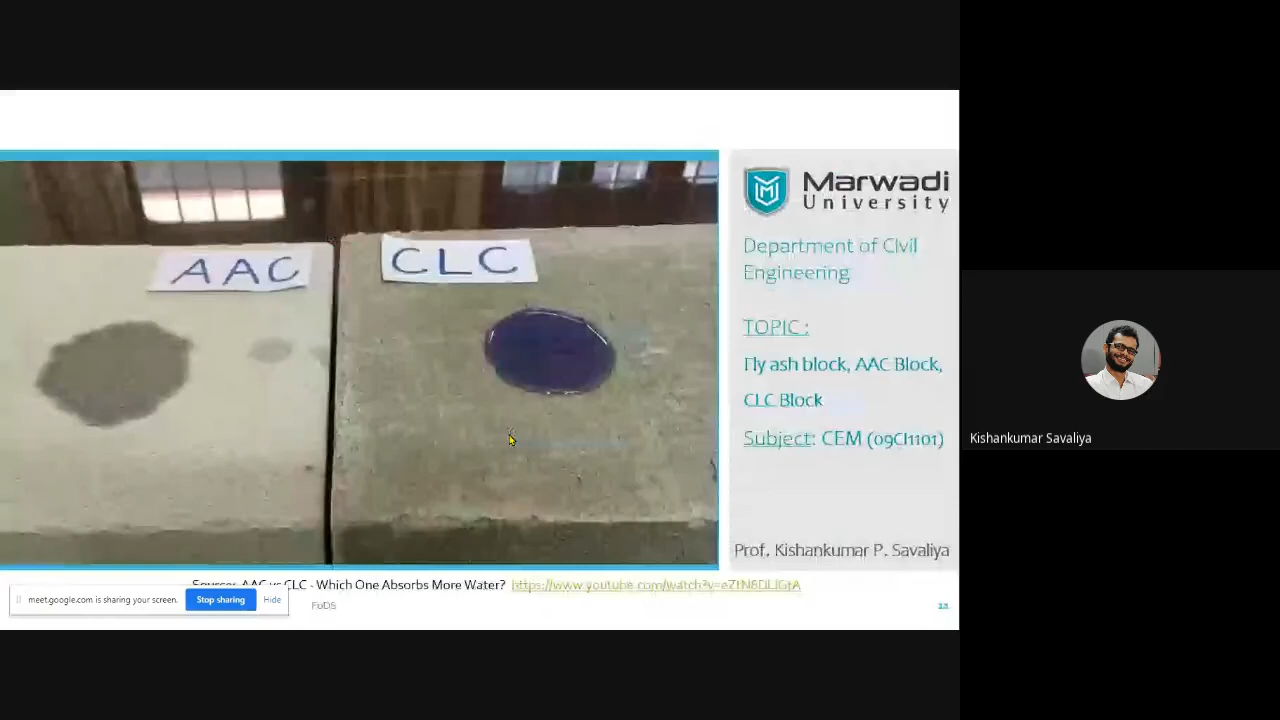 AAC
CLC
Marwadi
University
Department of Civil
Engineering
TOPIC :
Fly ash block, AAC Block,
CLC Block
Subject: CEM (09CI1101)
Prof. Kishankumar P. Savaliya
Source: AAC vs CLC - Which One Absorbs More Water?
meet.google.com is sharing your screen.
Stop sharing
Hide
FoDS
Kishankumar Savaliya